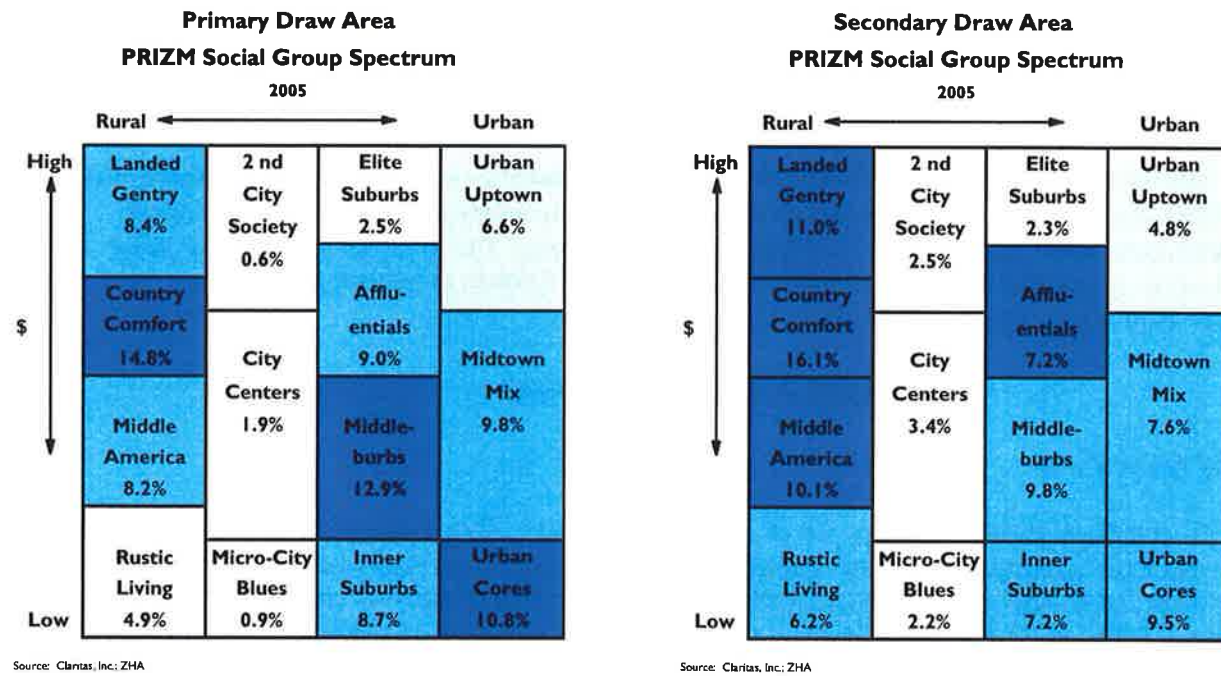 Primary Draw Area
PRIZM Social Group Spectrum
2005
Rural
Urban
High
$
Low
Landed
Gentry
8.4%
Country
Comfort
14.8%
Middle
America
8.2%
Rustic
Living
4.9%
2 nd
City
Society
0.6%
City
Centers
1.9%
Micro-City
Blues
0.9%
Elite
Suburbs
2.5%
Afflu-
entials
9.0%
Middle-
burbs
12.9%
Inner
Suburbs
8.7%
Urban
Uptown
6.6%
Midtown
Mix
9.8%
Urban
Cores
10.8%
Source: Claritas, Inc.; ZHA
Secondary Draw Area
PRIZM Social Group Spectrum
2005
Rural
Urban
High
$
Low
Landed
Gentry
11.0%
Country
Comfort
16.1%
Middle
America
10.1%
Rustic
Living
6.2%
2 nd
City
Society
2.5%
City
Centers
3.4%
Micro-City
Blues
2.2%
Elite
Suburbs
2.3%
Afflu-
entials
7.2%
Middle-
burbs
9.8%
Inner
Suburbs
7.2%
Urban
Uptown
4.8%
Midtown
Mix
7.6%
Urban
Cores
9.5%
Source: Claritas, Inc.; ZHA